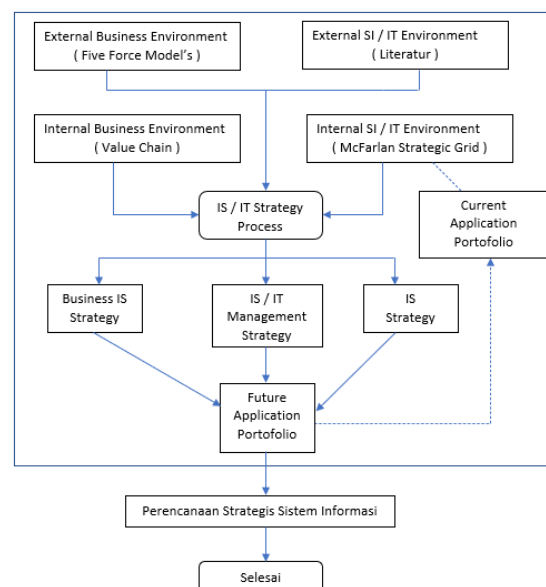 External Business Environment
( Five Force Model's )
External SI / IT Environment
( Literatur )
Internal Business Environment
( Value Chain )
Internal SI / IT Environment
( McFarlan Strategic Grid )
IS / IT Strategy
Process
Current
Application
Portofolio
Business IS
Strategy
IS / IT
Management
Strategy
IS
Strategy
Future
Application
Portofolio
Perencanaan Strategis Sistem Informasi
Selesai